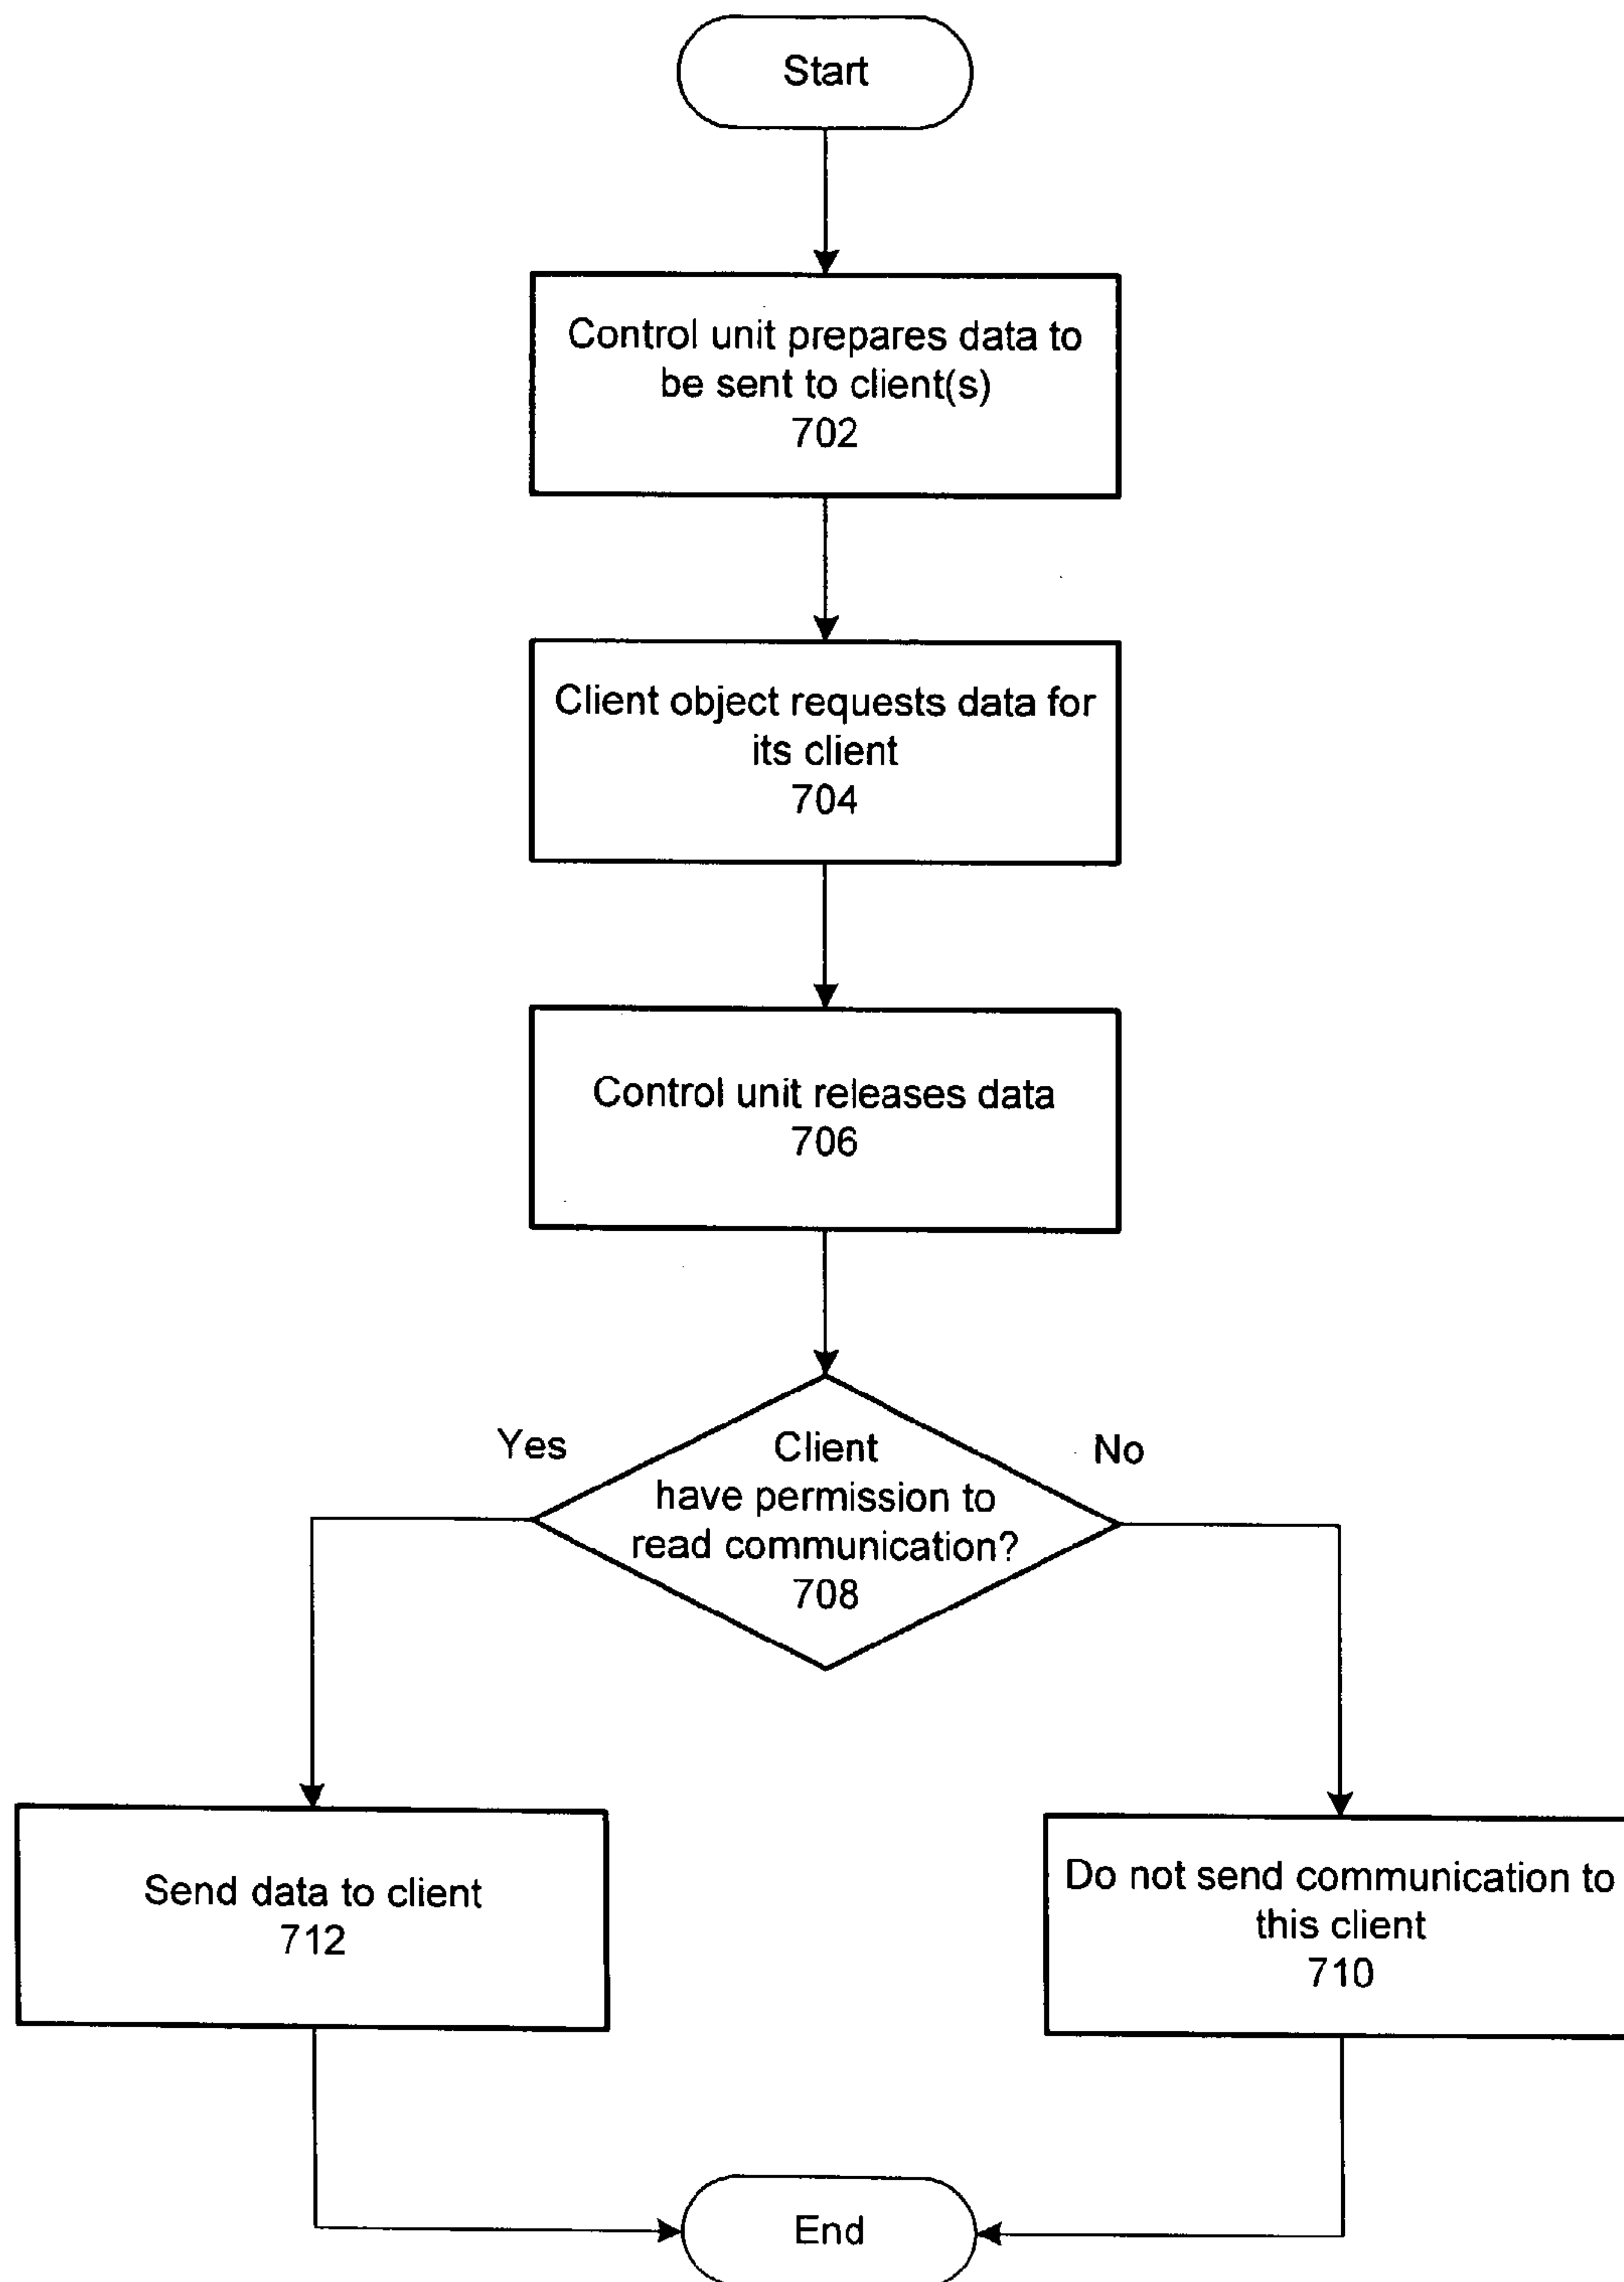 Start
Control unit prepares data to
be sent to client(s)
702
Client object requests data for
its client
704
Control unit releases data
706
Yes
Client
have permission to
read communication?
708
No
Send data to client
712
Do not send communication to
this client
710
End